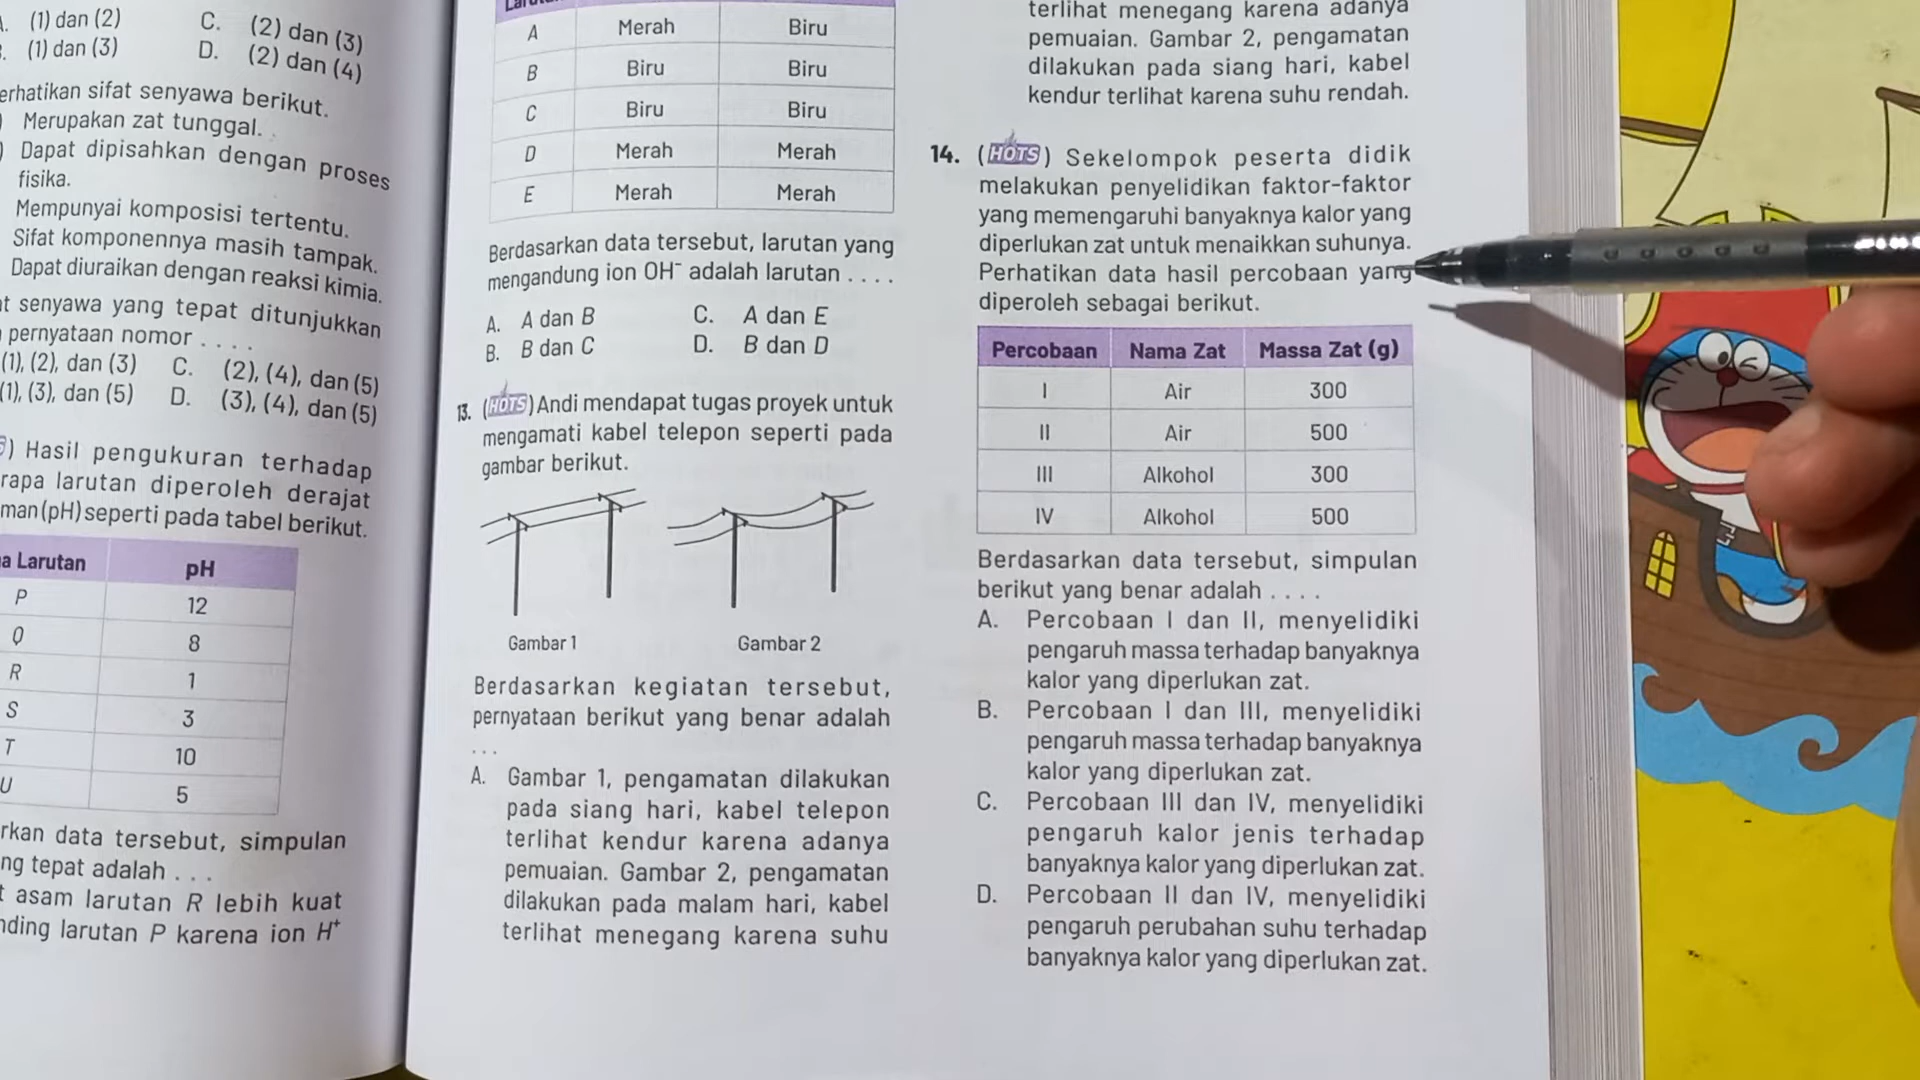 (1) dan (2) C. (2) dan (3)
(1) dan (3) D. (2) dan (4)
erhatikan sifat senyawa berikut.
Merupakan zat tunggal.
Dapat dipisahkan dengan proses
fisika.
Mempunyai komposisi tertentu.
Sifat komponennya masih tampak.
Dapat diuraikan dengan reaksi kimia.
t senyawa yang tepat ditunjukkan
pernyataan nomor . . . .
(1), (2), dan (3) C. (2), (4), dan (5)
(1), (3), dan (5) D. (3), (4), dan (5)
) Hasil pengukuran terhadap
rapa larutan diperoleh derajat
man (pH) seperti pada tabel berikut.
a Larutan pH
P 12
Q 8
R 1
S 3
T 10
U 5
rkan data tersebut, simpulan
ng tepat adalah . . .
t asam larutan R lebih kuat
nding larutan P karena ion H⁺
A Merah Biru
B Biru Biru
C Biru Biru
D Merah Merah
E Merah Merah
Berdasarkan data tersebut, larutan yang
mengandung ion OH⁻ adalah larutan . . . .
A. A dan B C. A dan E
B. B dan C D. B dan D
13. (HOTS) Andi mendapat tugas proyek untuk
mengamati kabel telepon seperti pada
gambar berikut.
Gambar 1 Gambar 2
Berdasarkan kegiatan tersebut,
pernyataan berikut yang benar adalah
. . .
A. Gambar 1, pengamatan dilakukan
pada siang hari, kabel telepon
terlihat kendur karena adanya
pemuaian. Gambar 2, pengamatan
dilakukan pada malam hari, kabel
terlihat menegang karena suhu
terlihat menegang karena adanya
pemuaian. Gambar 2, pengamatan
dilakukan pada siang hari, kabel
kendur terlihat karena suhu rendah.
14. (HOTS) Sekelompok peserta didik
melakukan penyelidikan faktor-faktor
yang memengaruhi banyaknya kalor yang
diperlukan zat untuk menaikkan suhunya.
Perhatikan data hasil percobaan yang
diperoleh sebagai berikut.
Percobaan Nama Zat Massa Zat (g)
I Air 300
II Air 500
III Alkohol 300
IV Alkohol 500
Berdasarkan data tersebut, simpulan
berikut yang benar adalah . . . .
A. Percobaan I dan II, menyelidiki
pengaruh massa terhadap banyaknya
kalor yang diperlukan zat.
B. Percobaan I dan III, menyelidiki
pengaruh massa terhadap banyaknya
kalor yang diperlukan zat.
C. Percobaan III dan IV, menyelidiki
pengaruh kalor jenis terhadap
banyaknya kalor yang diperlukan zat.
D. Percobaan II dan IV, menyelidiki
pengaruh perubahan suhu terhadap
banyaknya kalor yang diperlukan zat.